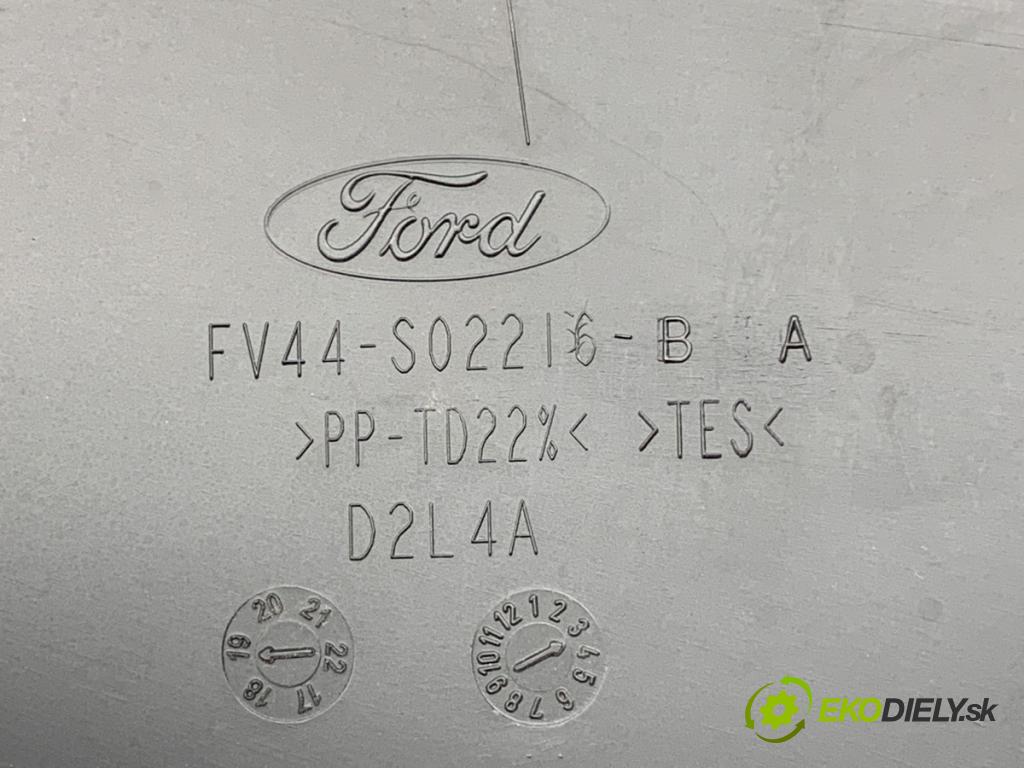 Ford
FV44-S02216-B A
>PP-TD22%< >TES<
D2L4A
17 18 19 20 21 22
1 2 3 4 5 6 7 8 9 10 11 12
EKODIELY.sk